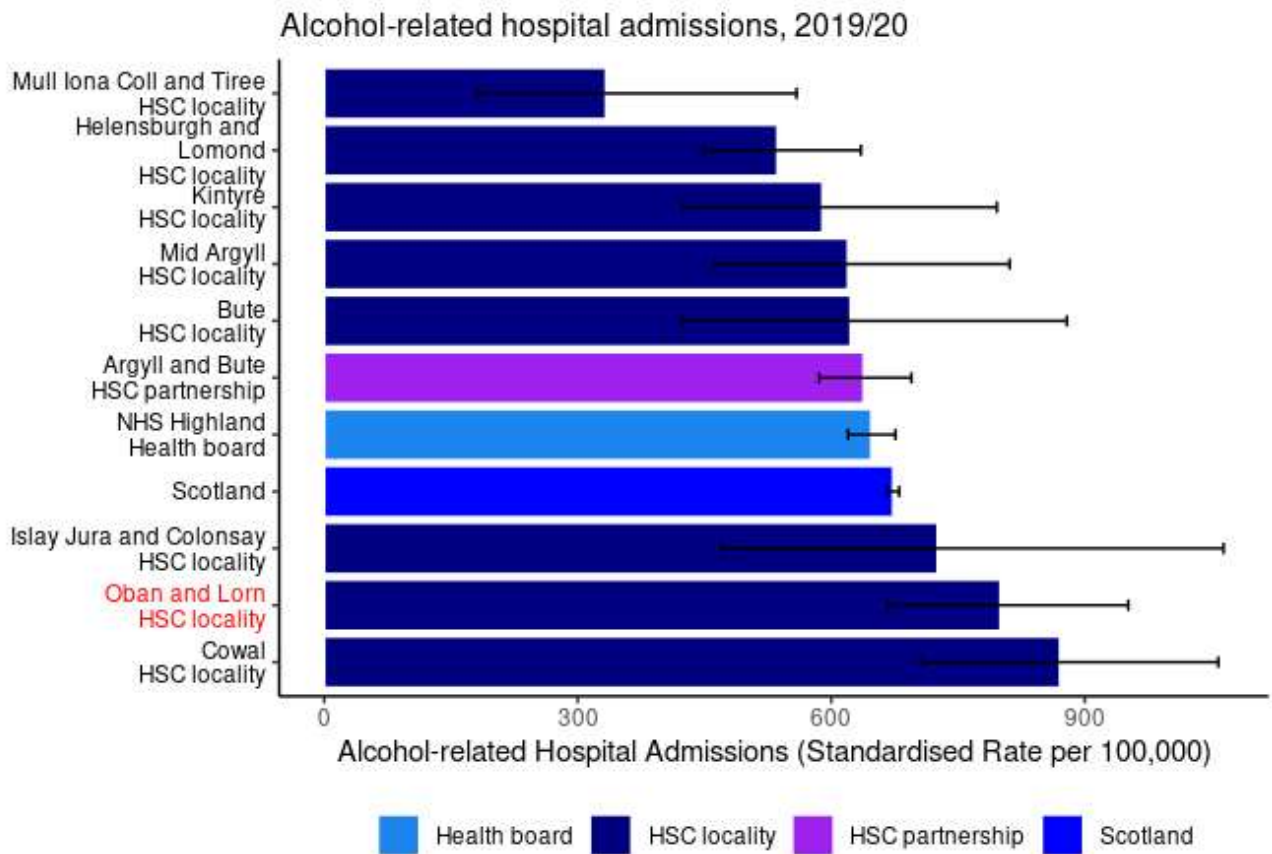 Alcohol-related hospital admissions, 2019/20
Mull Iona Coll and Tiree
HSC locality
Helensburgh and
Lomond
HSC locality
Kintyre
HSC locality
Mid Argyll
HSC locality
Bute
HSC locality
Argyll and Bute
HSC partnership
NHS Highland
Health board
Scotland
Islay Jura and Colonsay
HSC locality
Oban and Lorn
HSC locality
Cowal
HSC locality
0 300 600 900
Alcohol-related Hospital Admissions (Standardised Rate per 100,000)
Health board HSC locality HSC partnership Scotland